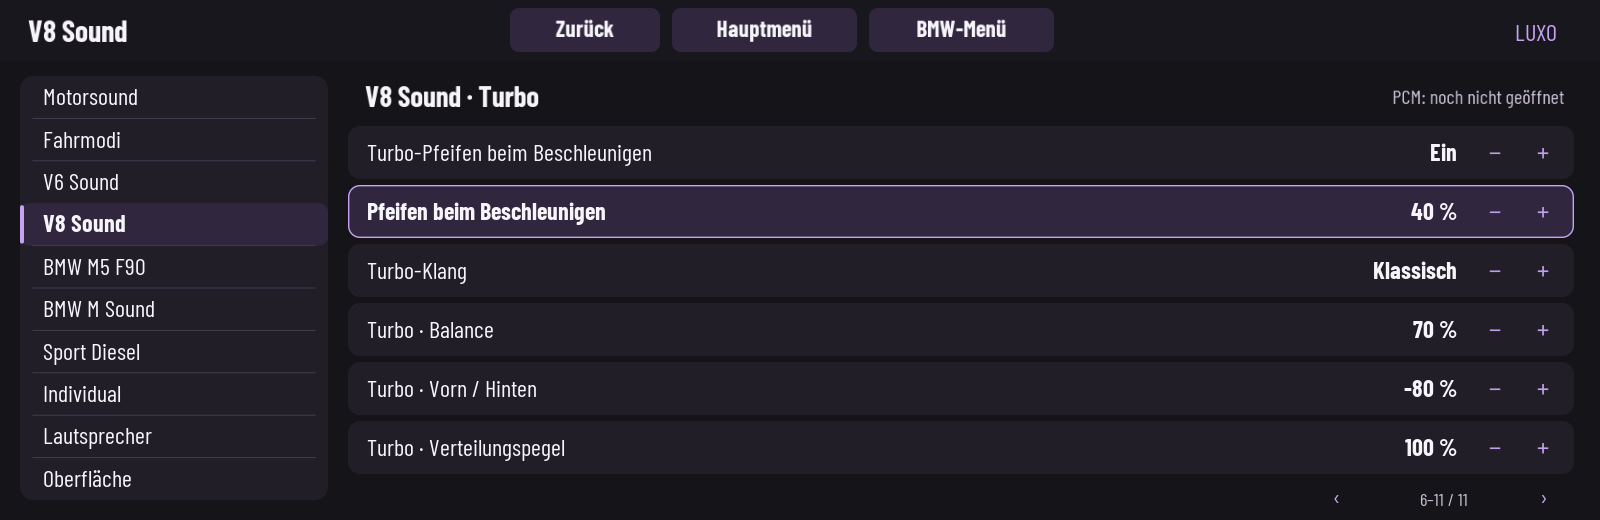 V8 Sound
Zurück
Hauptmenü
BMW-Menü
LUXO
Motorsound
Fahrmodi
V6 Sound
V8 Sound
BMW M5 F90
BMW M Sound
Sport Diesel
Individual
Lautsprecher
Oberfläche
V8 Sound · Turbo
PCM: noch nicht geöffnet
Turbo-Pfeifen beim Beschleunigen Ein − +
Pfeifen beim Beschleunigen 40 % − +
Turbo-Klang Klassisch − +
Turbo · Balance 70 % − +
Turbo · Vorn / Hinten -80 % − +
Turbo · Verteilungspegel 100 % − +
‹ 6–11 / 11 ›